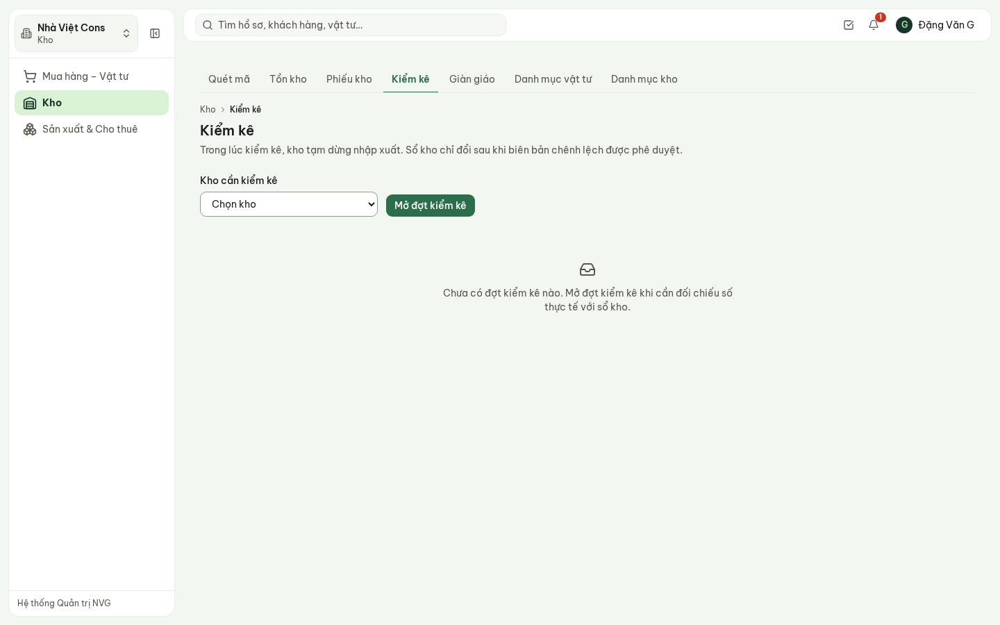 Nhà Việt Cons
Kho
Mua hàng – Vật tư
Kho
Sản xuất & Cho thuê
Hệ thống Quản trị NVG
Tìm hồ sơ, khách hàng, vật tư...
1
G
Đặng Văn G
Quét mã
Tồn kho
Phiếu kho
Kiểm kê
Giàn giáo
Danh mục vật tư
Danh mục kho
Kho
Kiểm kê
Kiểm kê
Trong lúc kiểm kê, kho tạm dừng nhập xuất. Sổ kho chỉ đổi sau khi biên bản chênh lệch được phê duyệt.
Kho cần kiểm kê
Chọn kho
Mở đợt kiểm kê
Chưa có đợt kiểm kê nào. Mở đợt kiểm kê khi cần đối chiếu số
thực tế với sổ kho.